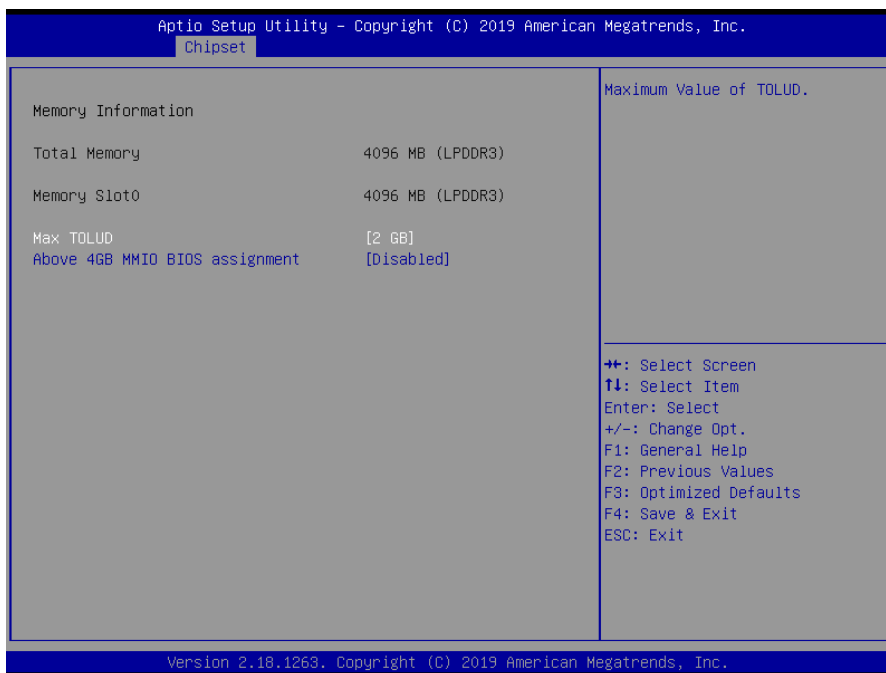 Aptio Setup Utility – Copyright (C) 2019 American Megatrends, Inc.
Chipset
Memory Information
Total Memory 4096 MB (LPDDR3)
Memory Slot0 4096 MB (LPDDR3)
Max TOLUD [2 GB]
Above 4GB MMIO BIOS assignment [Disabled]
Maximum Value of TOLUD.
→←: Select Screen
↑↓: Select Item
Enter: Select
+/-: Change Opt.
F1: General Help
F2: Previous Values
F3: Optimized Defaults
F4: Save & Exit
ESC: Exit
Version 2.18.1263. Copyright (C) 2019 American Megatrends, Inc.